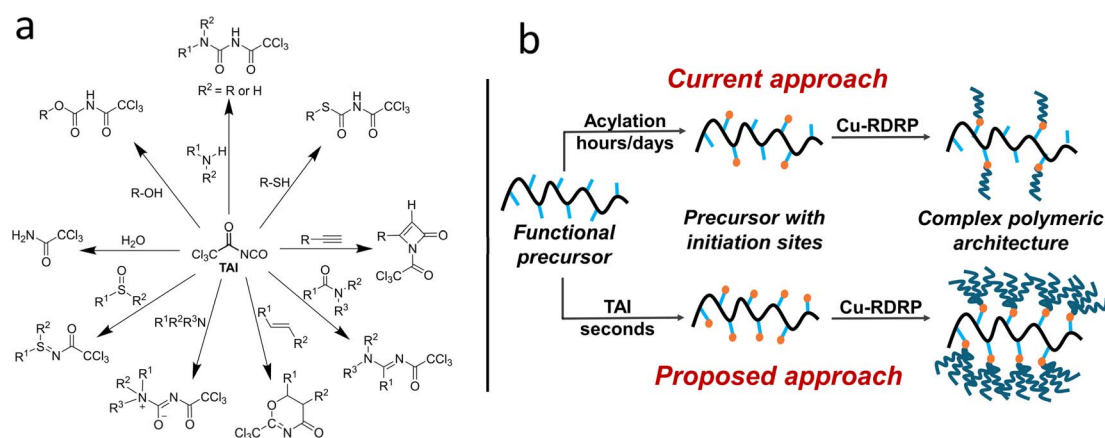 a
R²
R¹
N
H
N
CCl₃
O
O
R² = R or H
O
R
H
N
CCl₃
O
O
R
S
H
N
CCl₃
O
O
R¹
N
H
R²
R-OH
R-SH
H₂N
CCl₃
O
H₂O
O
Cl₃C
NCO
TAI
R
H
R
O
N
O
CCl₃
O
S
R¹
R²
R¹R²R³N
R¹
R²
O
R¹
N
R²
R³
R²
R¹
S
N
O
CCl₃
R²
R¹
R³
N
+
N
CCl₃
O⁻
O
R¹
R²
O
Cl₃C
N
O
R²
N
R³
R¹
N
CCl₃
O
b
Current approach
Acylation
hours/days
Cu-RDRP
Functional
precursor
Precursor with
initiation sites
Complex polymeric
architecture
TAI
seconds
Cu-RDRP
Proposed approach